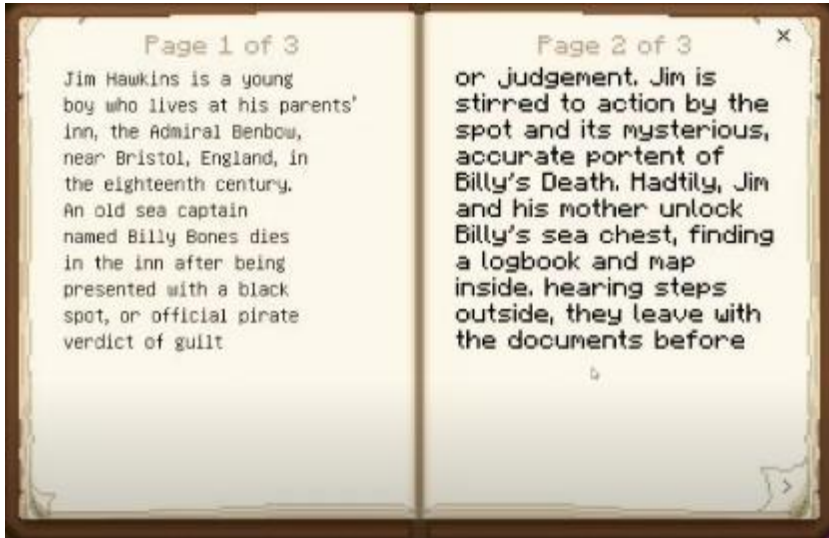 Page 1 of 3
Jim Hawkins is a young
boy who lives at his parents'
inn, the Admiral Benbow,
near Bristol, England, in
the eighteenth century.
An old sea captain
named Billy Bones dies
in the inn after being
presented with a black
spot, or official pirate
verdict of guilt
Page 2 of 3
or judgement. Jim is
stirred to action by the
spot and its mysterious,
accurate portent of
Billy's Death. Hadtily, Jim
and his mother unlock
Billy's sea chest, finding
a logbook and map
inside. hearing steps
outside, they leave with
the documents before